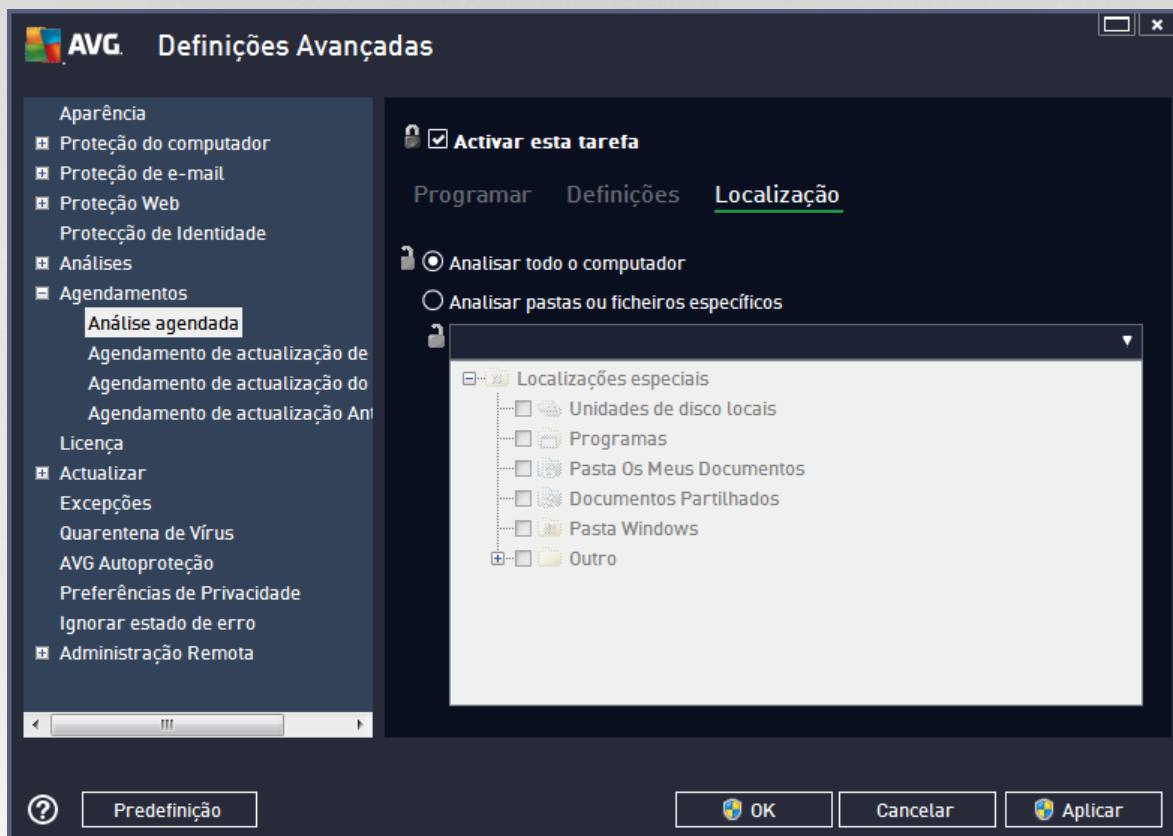 AVG. Definições Avançadas
Aparência
Proteção do computador
Proteção de e-mail
Proteção Web
Protecção de Identidade
Análises
Agendamentos
Análise agendada
Agendamento de actualização de
Agendamento de actualização do
Agendamento de actualização Ant
Licença
Actualizar
Excepções
Quarentena de Vírus
AVG Autoproteção
Preferências de Privacidade
Ignorar estado de erro
Administração Remota
Activar esta tarefa
Programar Definições Localização
Analisar todo o computador
Analisar pastas ou ficheiros específicos
Localizações especiais
Unidades de disco locais
Programas
Pasta Os Meus Documentos
Documentos Partilhados
Pasta Windows
Outro
Predefinição OK Cancelar Aplicar